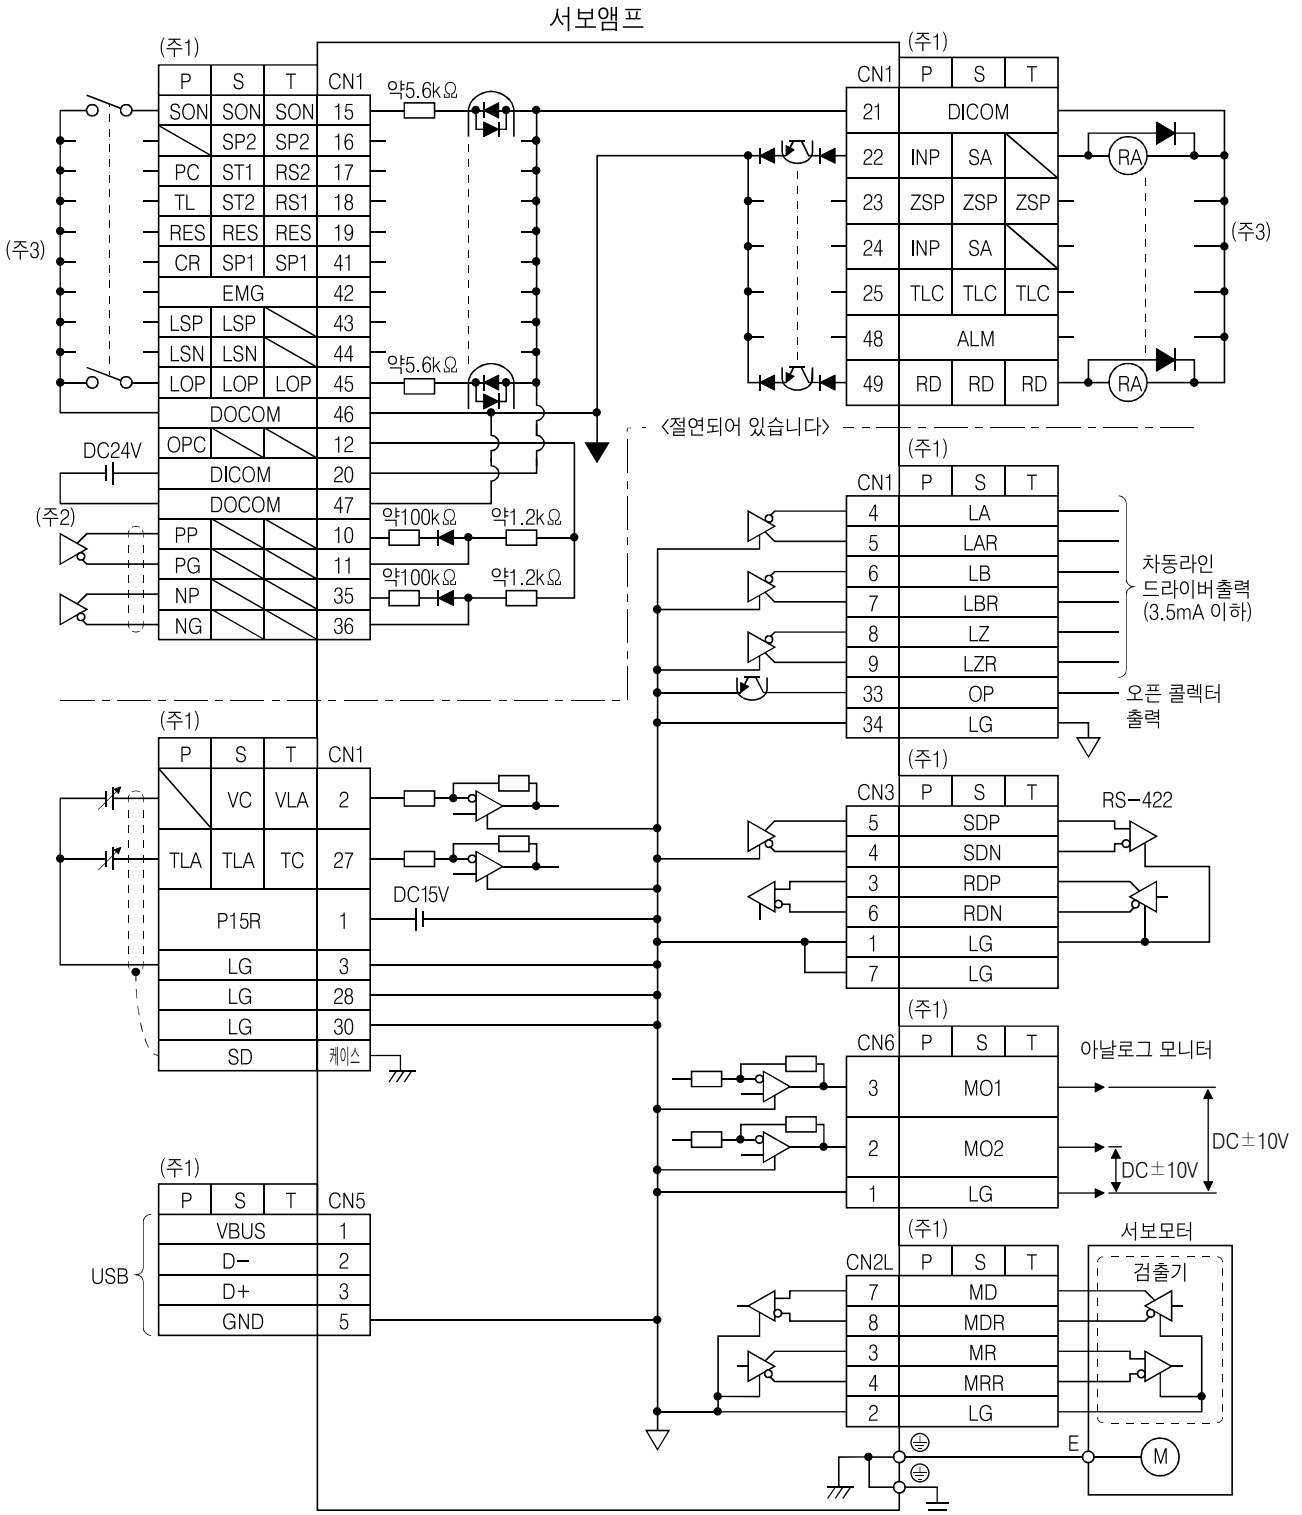 서보앰프
(주1)
P S T CN1
SON SON SON 15
SP2 SP2 16
PC ST1 RS2 17
TL ST2 RS1 18
RES RES RES 19
CR SP1 SP1 41
EMG 42
LSP LSP 43
LSN LSN 44
LOP LOP LOP 45
DOCOM 46
OPC 12
DICOM 20
DOCOM 47
PP 10
PG 11
NP 35
NG 36
(주3)
DC24V
(주2)
약5.6kΩ
약5.6kΩ
약100kΩ 약1.2kΩ
약100kΩ 약1.2kΩ
(주1)
CN1 P S T
21 DICOM
22 INP SA
23 ZSP ZSP ZSP
24 INP SA
25 TLC TLC TLC
48 ALM
49 RD RD RD
RA
RA
(주3)
<절연되어 있습니다>
(주1)
CN1 P S T
4 LA
5 LAR
6 LB
7 LBR
8 LZ
9 LZR
33 OP
34 LG
차동라인
드라이버출력
(3.5mA 이하)
오픈 콜렉터
출력
(주1)
P S T CN1
VC VLA 2
TLA TLA TC 27
P15R 1
LG 3
LG 28
LG 30
SD 케이스
DC15V
(주1)
CN3 P S T
5 SDP
4 SDN
3 RDP
6 RDN
1 LG
7 LG
RS-422
(주1)
CN6 P S T
3 MO1
2 MO2
1 LG
아날로그 모니터
DC±10V
DC±10V
(주1)
P S T CN5
VBUS 1
D- 2
D+ 3
GND 5
USB
(주1)
CN2L P S T
7 MD
8 MDR
3 MR
4 MRR
2 LG
서보모터
검출기
E
M